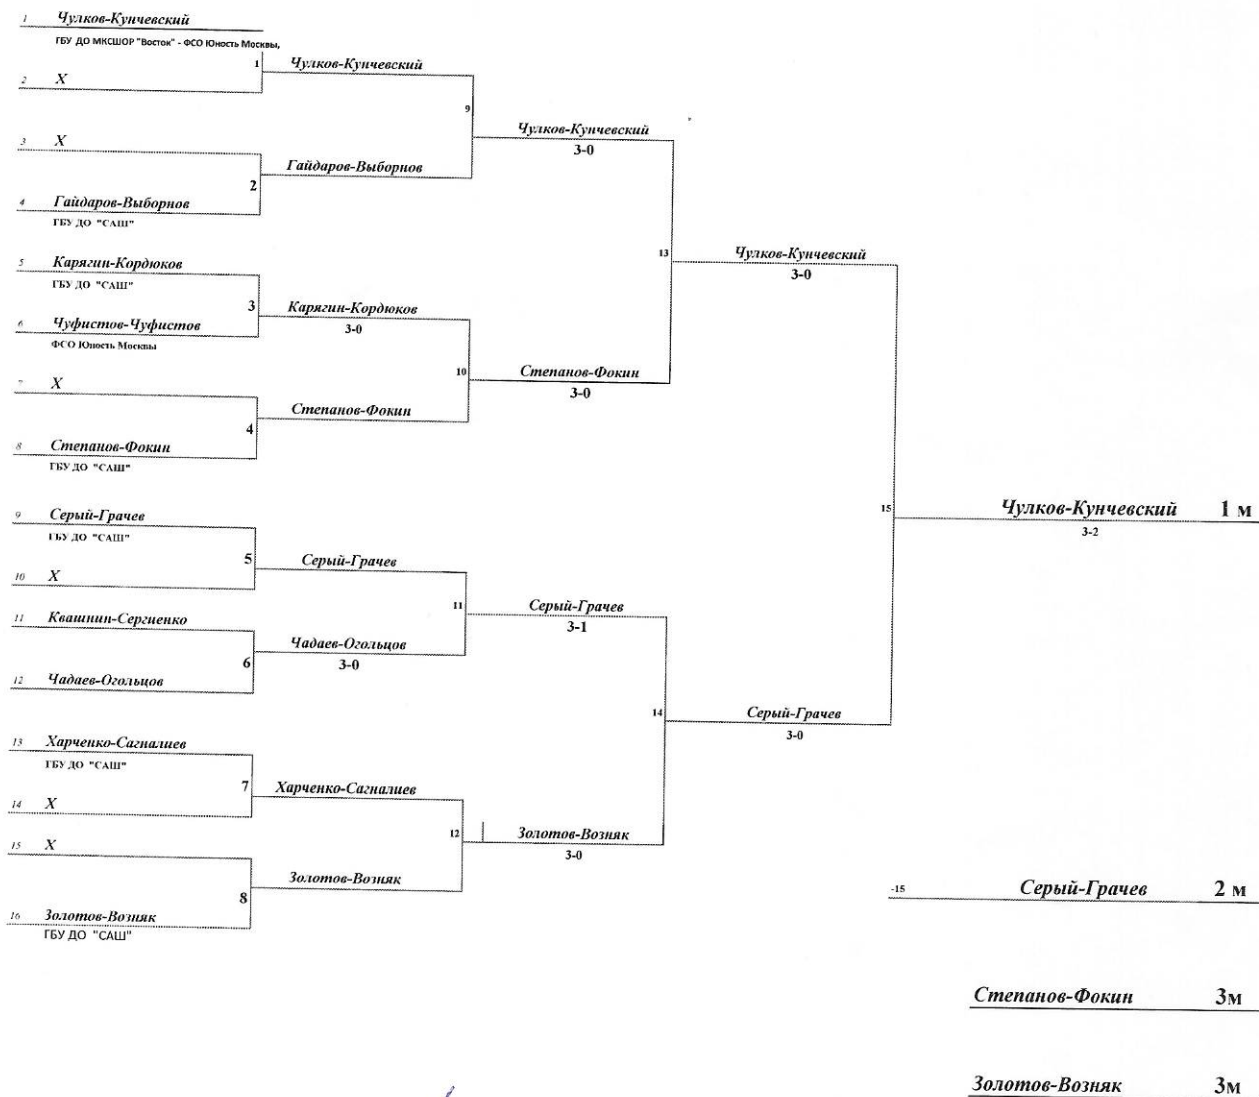 1 Чулков-Кунчевский
ГБУ ДО МКСШОР "Восток" - ФСО Юность Москвы,
1 Чулков-Кунчевский
2 X
9
Чулков-Кунчевский
3-0
3 X
2 Гайдаров-Выборнов
4 Гайдаров-Выборнов
ГБУ ДО "САШ"
13 Чулков-Кунчевский
3-0
5 Карягин-Кордюков
ГБУ ДО "САШ"
3 Карягин-Кордюков
3-0
6 Чуфистов-Чуфистов
ФСО Юность Москвы
10 Степанов-Фокин
3-0
7 X
4 Степанов-Фокин
8 Степанов-Фокин
ГБУ ДО "САШ"
15 Чулков-Кунчевский 1 м
3-2
9 Серый-Грачев
ГБУ ДО "САШ"
5 Серый-Грачев
10 X
11 Серый-Грачев
3-1
11 Квашнин-Сергиенко
6 Чадаев-Огольцов
3-0
12 Чадаев-Огольцов
14 Серый-Грачев
3-0
13 Харченко-Сагналиев
ГБУ ДО "САШ"
7 Харченко-Сагналиев
14 X
12 Золотов-Возняк
3-0
15 X
8 Золотов-Возняк
16 Золотов-Возняк
ГБУ ДО "САШ"
-15 Серый-Грачев 2 м
Степанов-Фокин 3м
Золотов-Возняк 3м